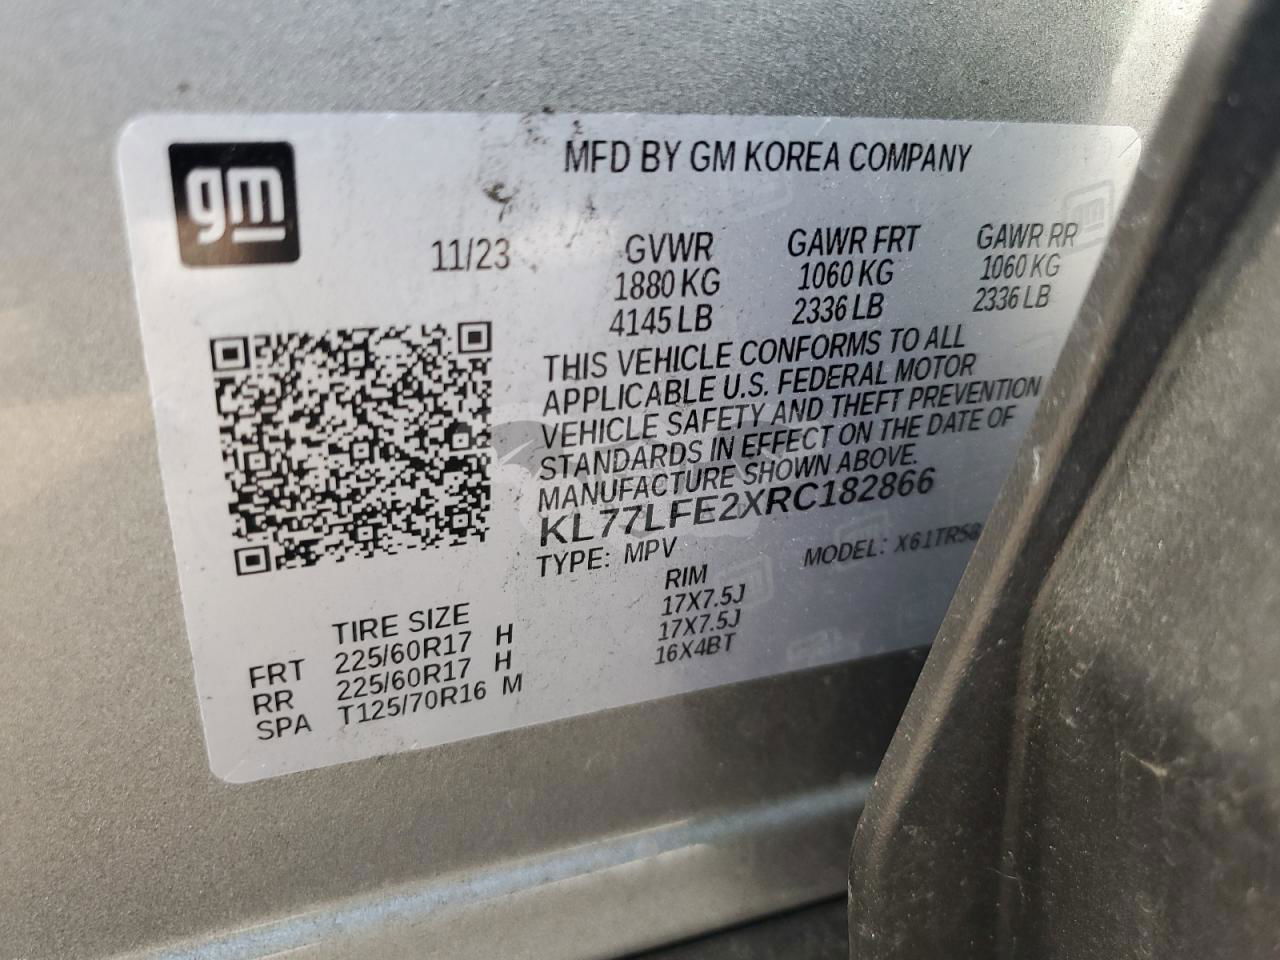 gm
MFD BY GM KOREA COMPANY
11/23 GVWR GAWR FRT GAWR RR
1880 KG 1060 KG 1060 KG
4145 LB 2336 LB 2336 LB
THIS VEHICLE CONFORMS TO ALL
APPLICABLE U.S. FEDERAL MOTOR
VEHICLE SAFETY AND THEFT PREVENTION
STANDARDS IN EFFECT ON THE DATE OF
MANUFACTURE SHOWN ABOVE.
KL77LFE2XRC182866
TYPE: MPV MODEL:
TIRE SIZE RIM
FRT 225/60R17 H 17X7.5J
RR 225/60R17 H 17X7.5J
SPA T125/70R16 M 16X4BT